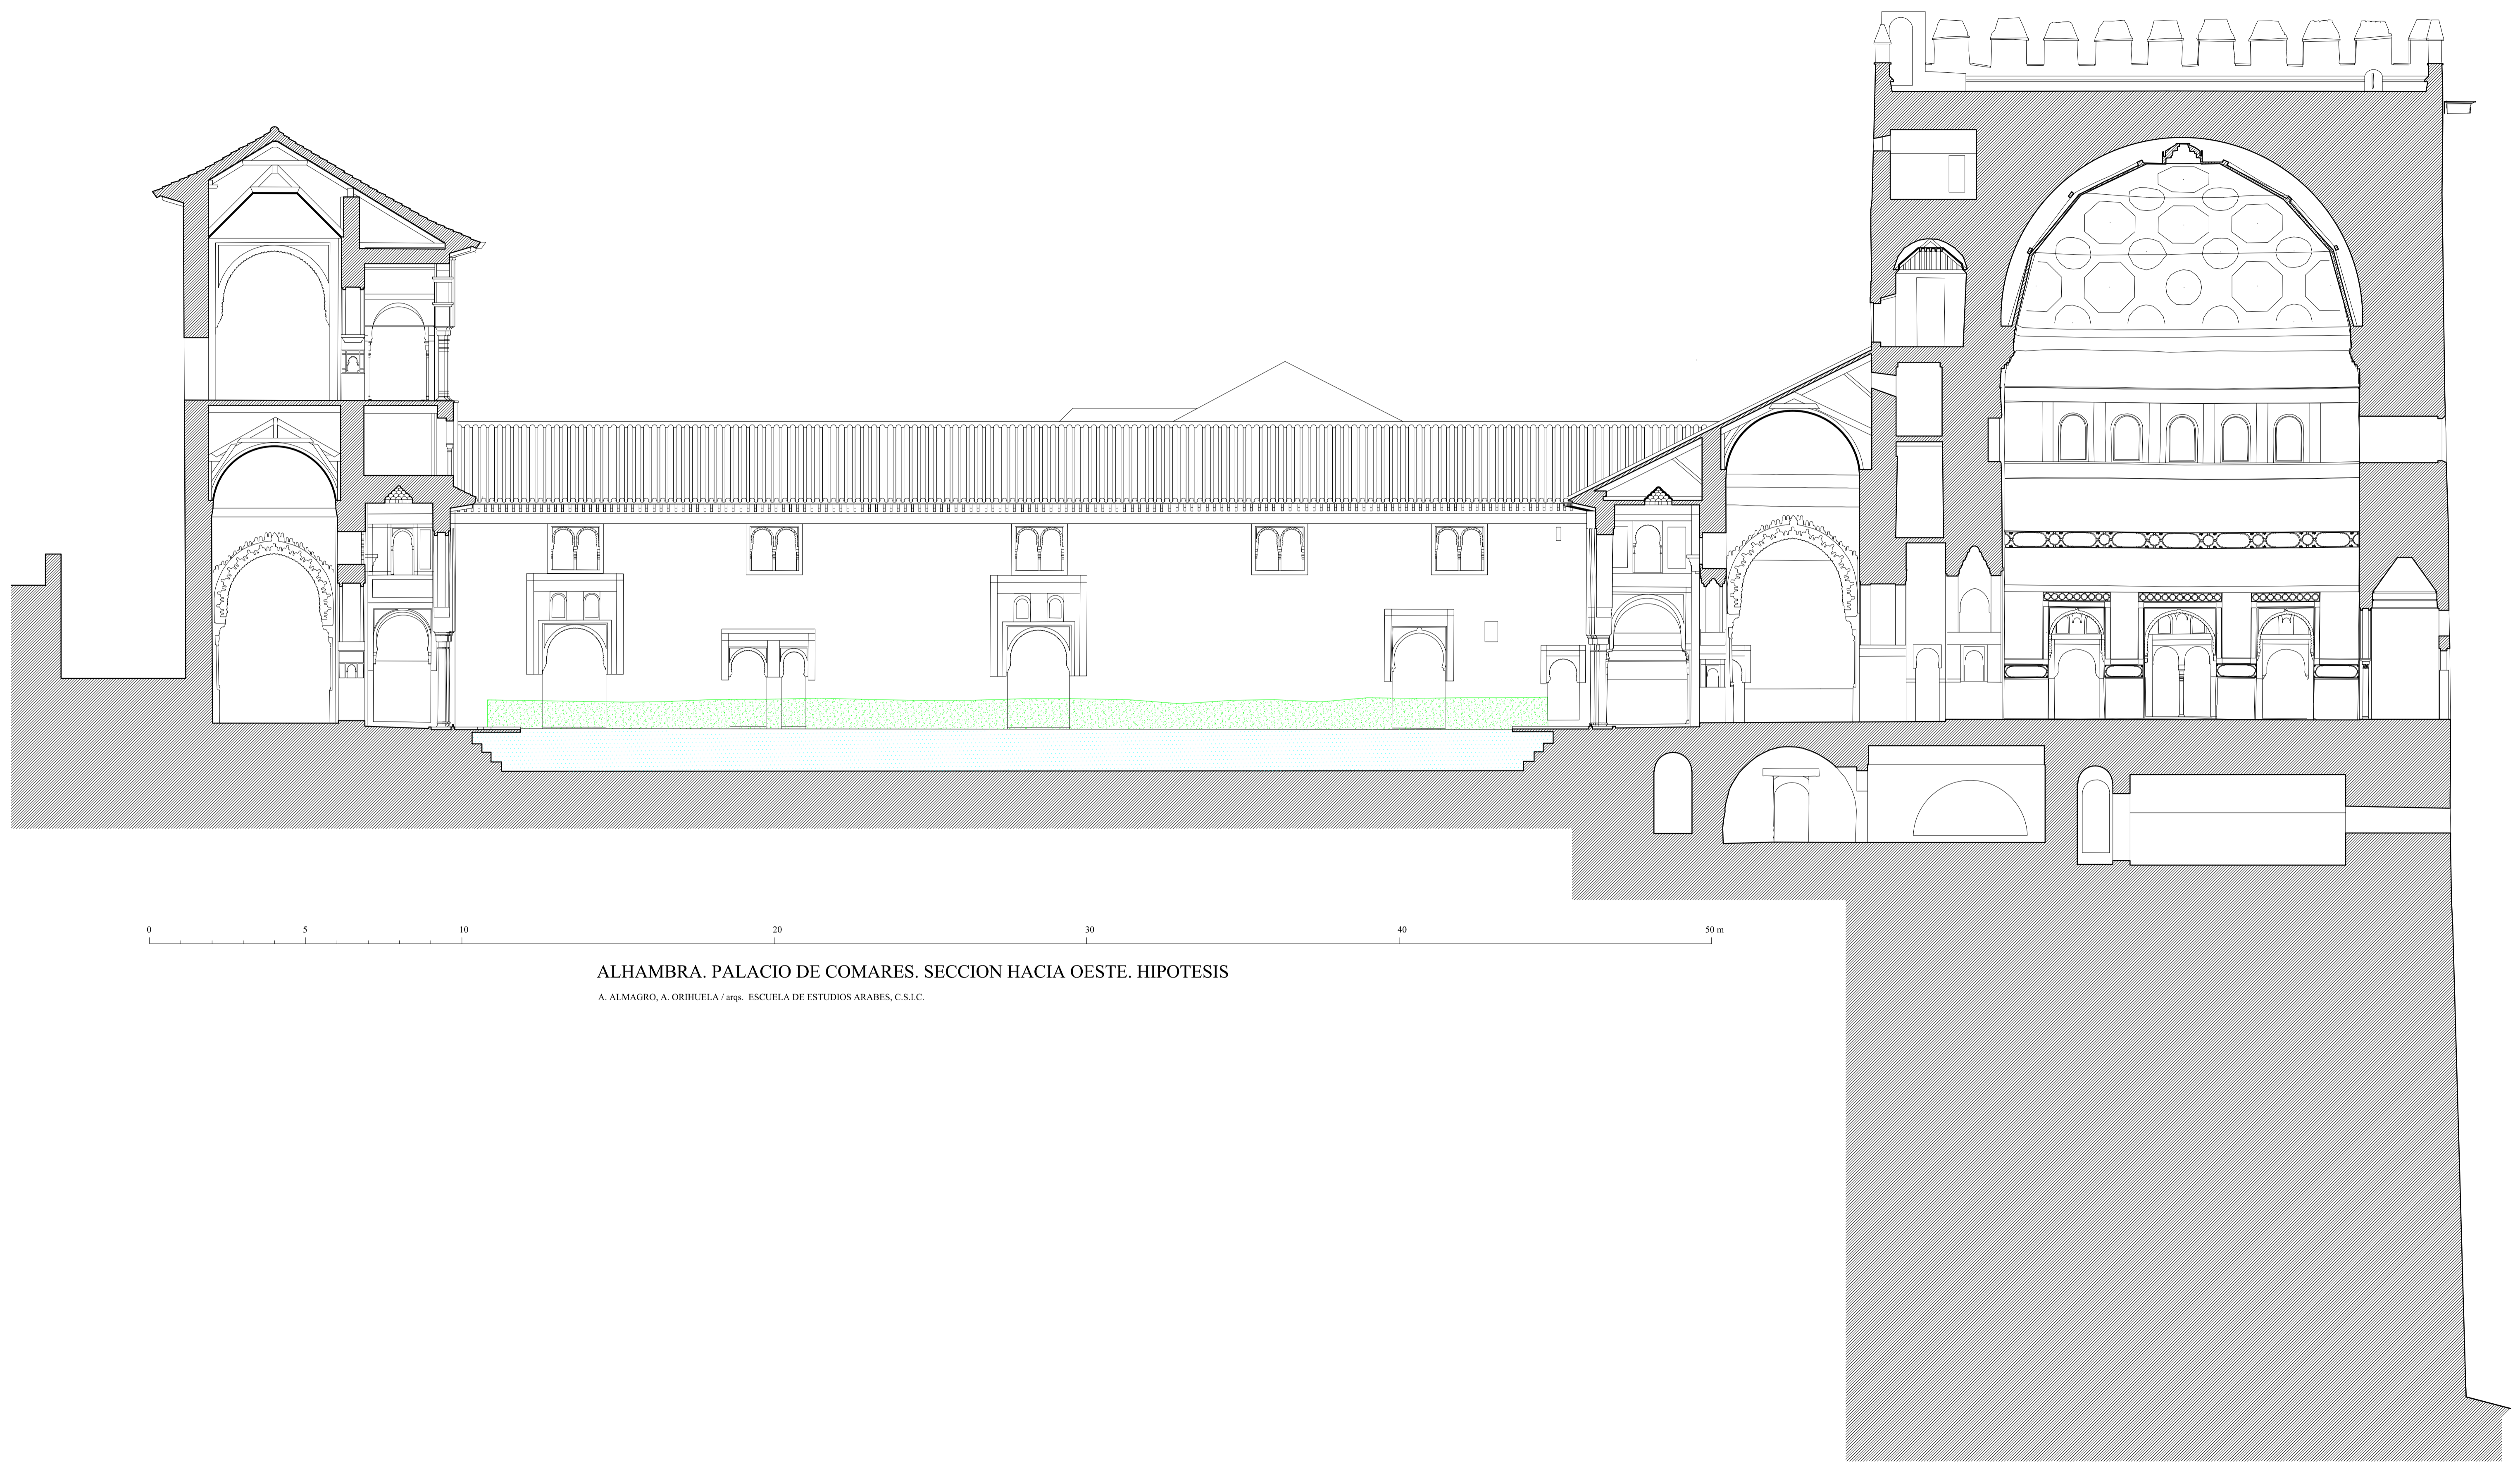 0 5 10 20 30 40 50 m
ALHAMBRA. PALACIO DE COMARES. SECCION HACIA OESTE. HIPOTESIS
A. ALMAGRO, A. ORIHUELA / arqs. ESCUELA DE ESTUDIOS ARABES, C.S.I.C.